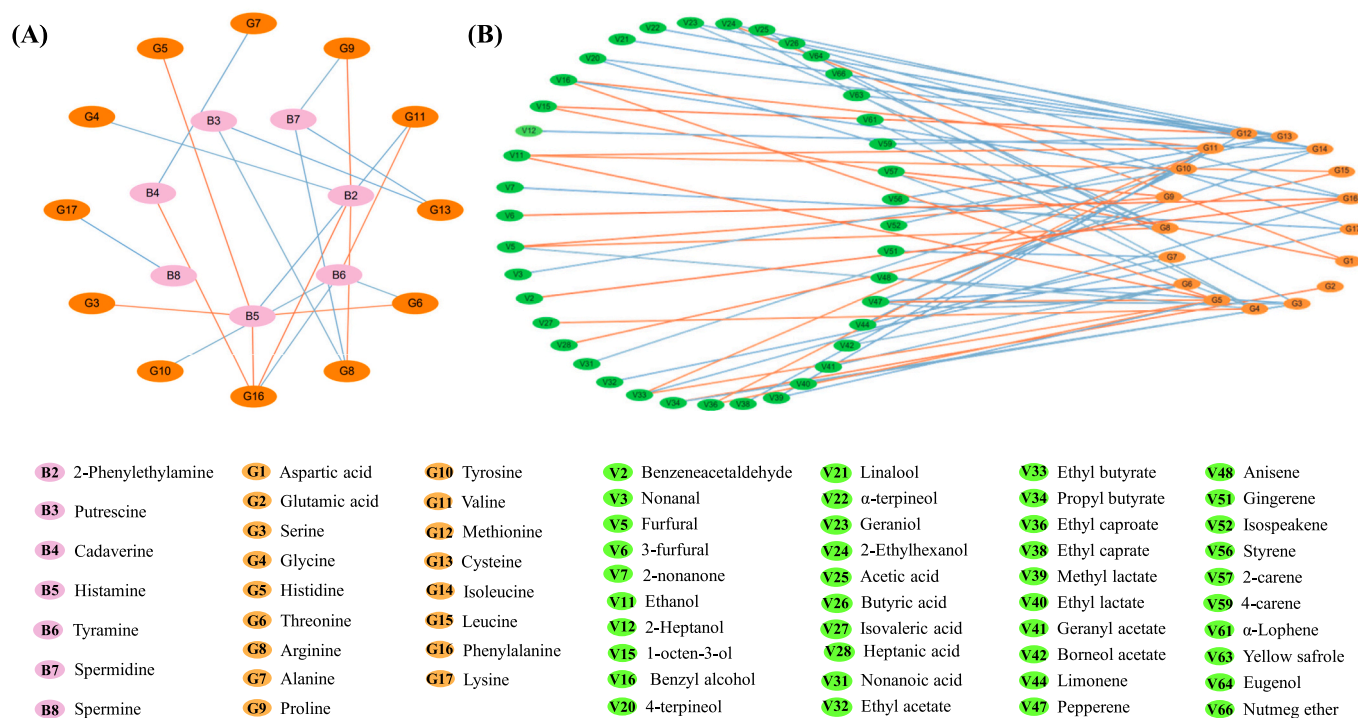 (A)
(B)
G7
G5
G9
G4
G11
B3
B7
B4
B2
G17
G13
B8
B6
G3
G6
B5
G10
G8
G16
V24
V23
V22
V25
V21
V26
V20
V64
V66
V16
V63
V15
V61
V12
V59
V11
V57
V7
V56
V6
V52
V5
V51
V3
V48
V2
V47
V27
V44
V28
V42
V31
V41
V32
V40
V33
V39
V34
V36
V38
G12
G13
G11
G14
G10
G15
G9
G16
G8
G17
G7
G1
G6
G2
G5
G3
G4
B2 2-Phenylethylamine
B3 Putrescine
B4 Cadaverine
B5 Histamine
B6 Tyramine
B7 Spermidine
B8 Spermine
G1 Aspartic acid
G2 Glutamic acid
G3 Serine
G4 Glycine
G5 Histidine
G6 Threonine
G8 Arginine
G7 Alanine
G9 Proline
G10 Tyrosine
G11 Valine
G12 Methionine
G13 Cysteine
G14 Isoleucine
G15 Leucine
G16 Phenylalanine
G17 Lysine
V2 Benzeneacetaldehyde
V3 Nonanal
V5 Furfural
V6 3-furfural
V7 2-nonanone
V11 Ethanol
V12 2-Heptanol
V15 1-octen-3-ol
V16 Benzyl alcohol
V20 4-terpineol
V21 Linalool
V22 α-terpineol
V23 Geraniol
V24 2-Ethylhexanol
V25 Acetic acid
V26 Butyric acid
V27 Isovaleric acid
V28 Heptanic acid
V31 Nonanoic acid
V32 Ethyl acetate
V33 Ethyl butyrate
V34 Propyl butyrate
V36 Ethyl caproate
V38 Ethyl caprate
V39 Methyl lactate
V40 Ethyl lactate
V41 Geranyl acetate
V42 Borneol acetate
V44 Limonene
V47 Pepperene
V48 Anisene
V51 Gingerene
V52 Isospeakene
V56 Styrene
V57 2-carene
V59 4-carene
V61 α-Lophene
V63 Yellow safrole
V64 Eugenol
V66 Nutmeg ether